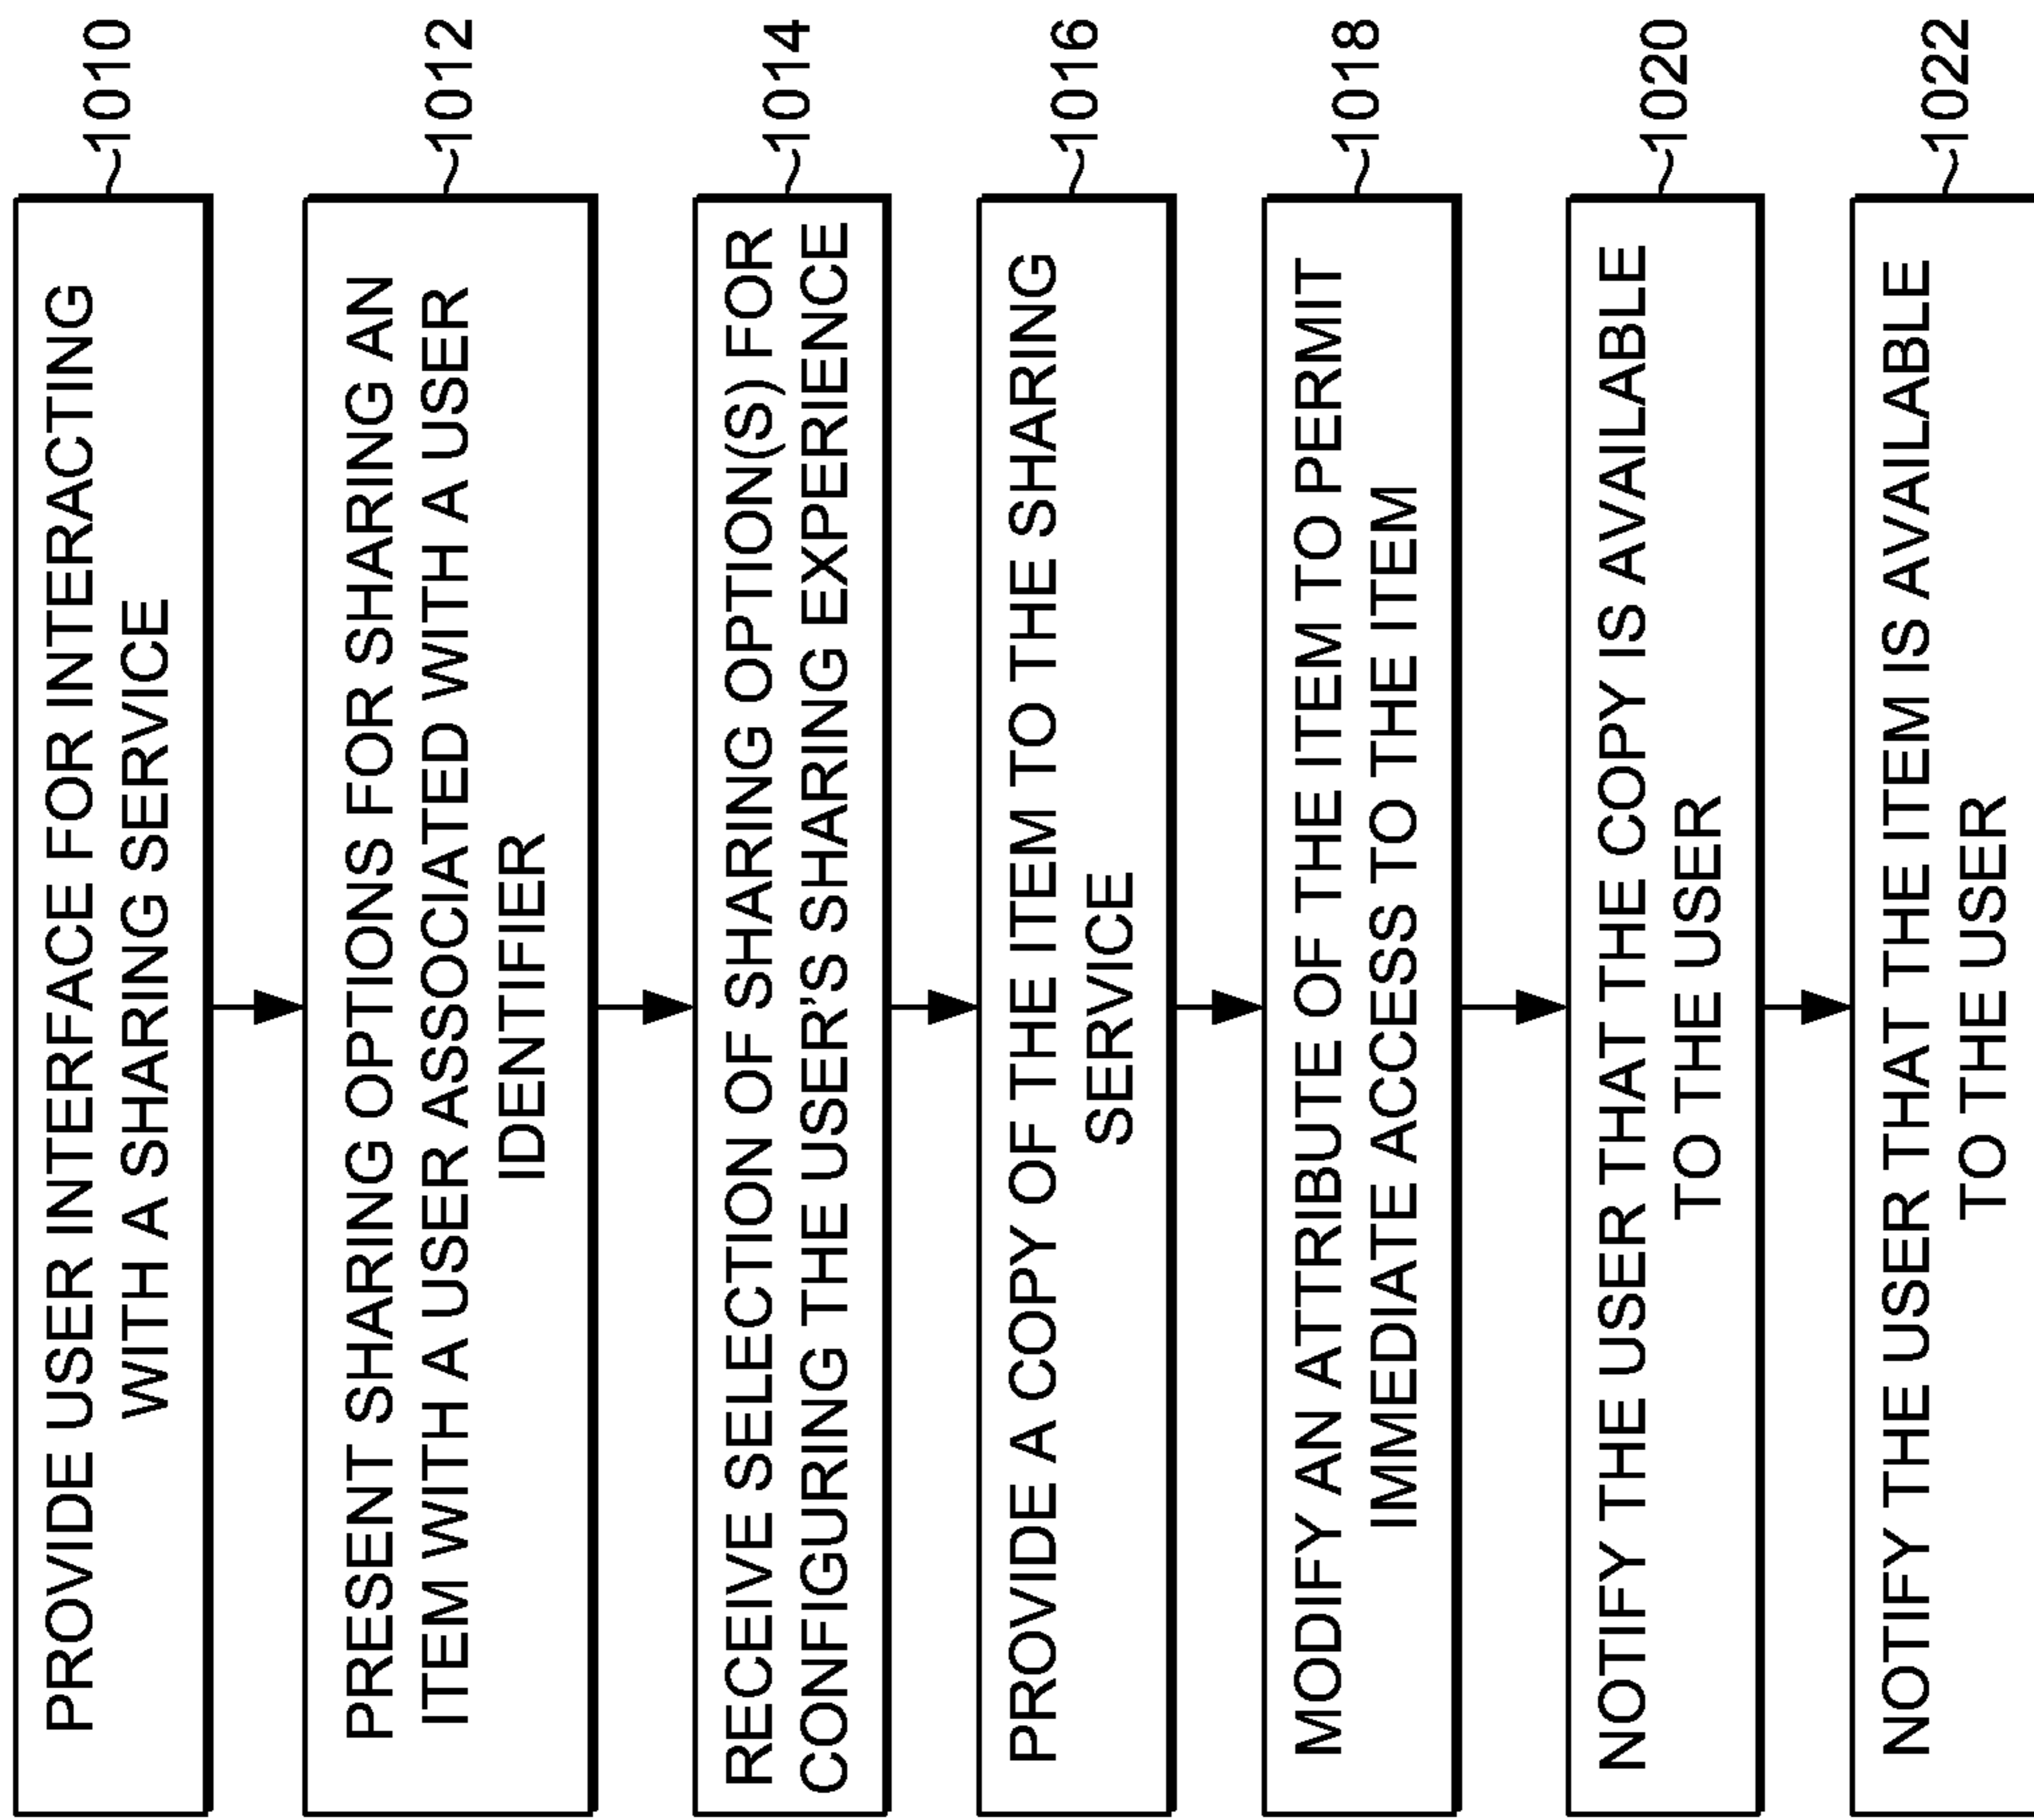 PROVIDE USER INTERFACE FOR INTERACTING
WITH A SHARING SERVICE
1010
PRESENT SHARING OPTIONS FOR SHARING AN
ITEM WITH A USER ASSOCIATED WITH A USER
IDENTIFIER
1012
RECEIVE SELECTION OF SHARING OPTION(S) FOR
CONFIGURING THE USER'S SHARING EXPERIENCE
1014
PROVIDE A COPY OF THE ITEM TO THE SHARING
SERVICE
1016
MODIFY AN ATTRIBUTE OF THE ITEM TO PERMIT
IMMEDIATE ACCESS TO THE ITEM
1018
NOTIFY THE USER THAT THE COPY IS AVAILABLE
TO THE USER
1020
NOTIFY THE USER THAT THE ITEM IS AVAILABLE
TO THE USER
1022